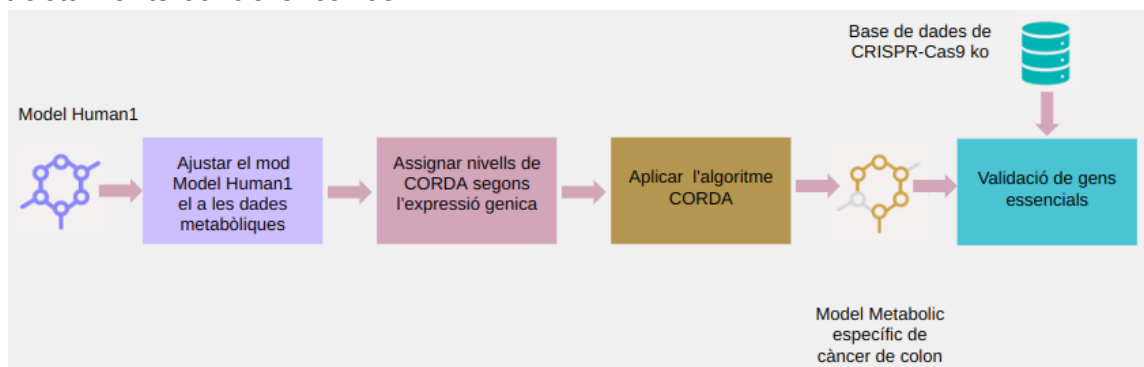 Base de dades de
CRISPR-Cas9 ko
Model Human1
Ajustar el mod
Model Human1
el a les dades
metabòliques
Assignar nivells de
CORDA segons
l'expressió genica
Aplicar l'algoritme
CORDA
Validació de gens
essencials
Model Metabolic
específic de
càncer de colon